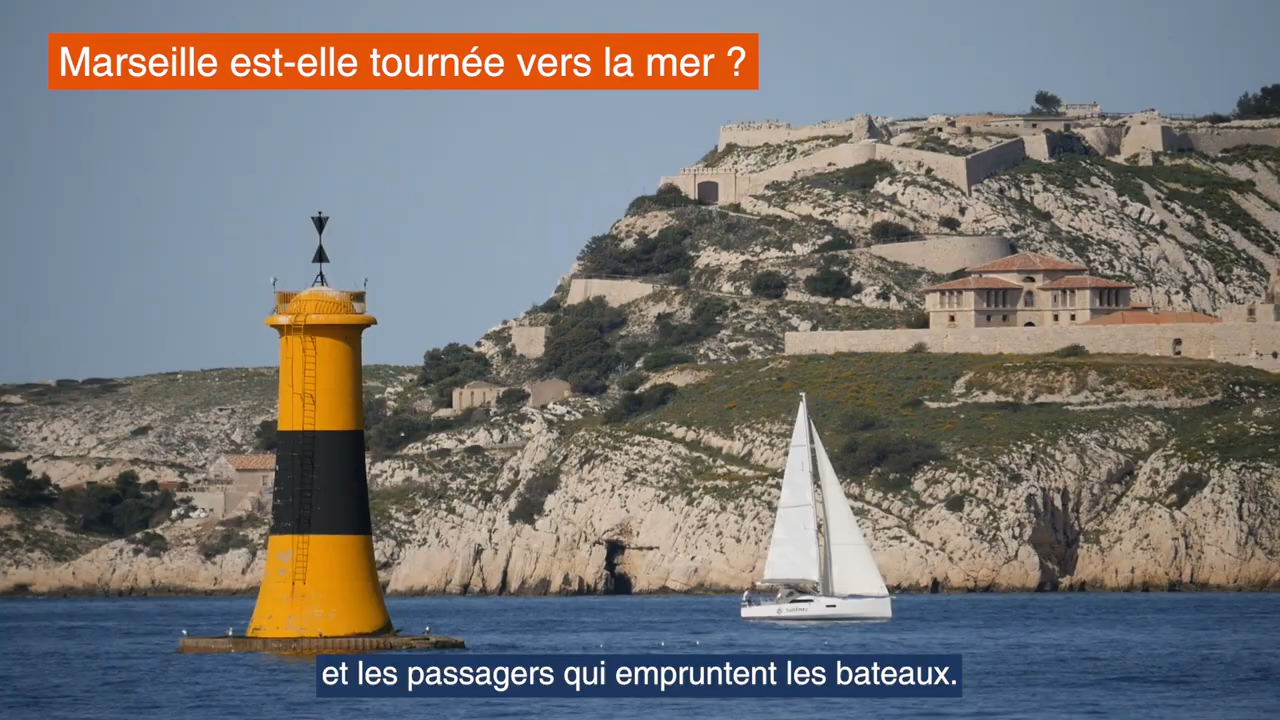 Marseille est-elle tournée vers la mer ?
et les passagers qui empruntent les bateaux.